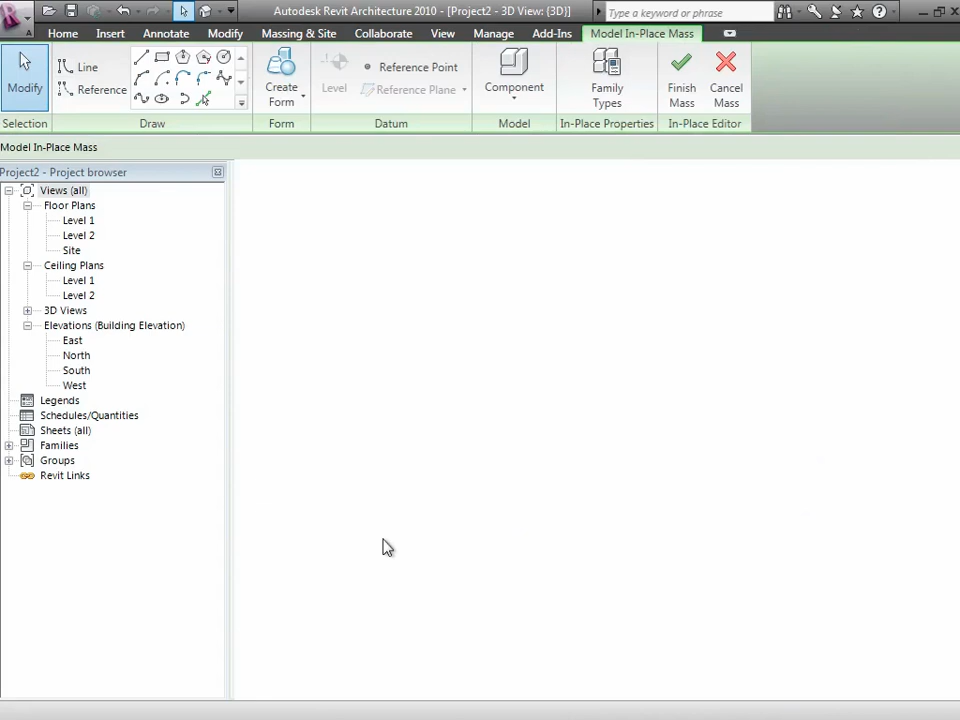 Autodesk Revit Architecture 2010 - [Project2 - 3D View: {3D}]
Type a keyword or phrase
Home Insert Annotate Modify Massing & Site Collaborate View Manage Add-Ins Model In-Place Mass
Modify
Line
Reference
Create Form
Level
Reference Point
Reference Plane
Component
Family Types
Finish Mass
Cancel Mass
Selection Draw Form Datum Model In-Place Properties In-Place Editor
Model In-Place Mass
Project2 - Project browser
Views (all)
Floor Plans
Level 1
Level 2
Site
Ceiling Plans
Level 1
Level 2
3D Views
Elevations (Building Elevation)
East
North
South
West
Legends
Schedules/Quantities
Sheets (all)
Families
Groups
Revit Links